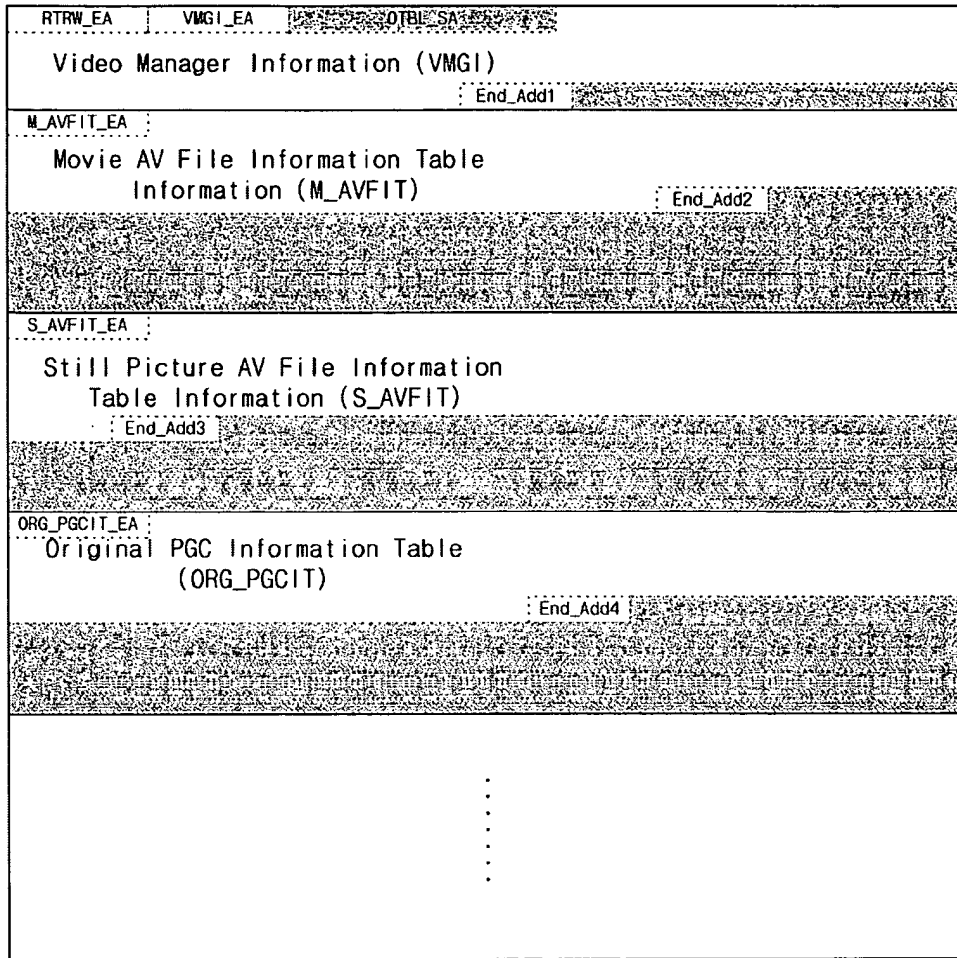 RTRW_EA VMGI_EA OTBL_SA
Video Manager Information (VMGI)
End_Add1
M_AVFIT_EA
Movie AV File Information Table
Information (M_AVFIT)
End_Add2
S_AVFIT_EA
Still Picture AV File Information
Table Information (S_AVFIT)
End_Add3
ORG_PGCIT_EA
Original PGC Information Table
(ORG_PGCIT)
End_Add4